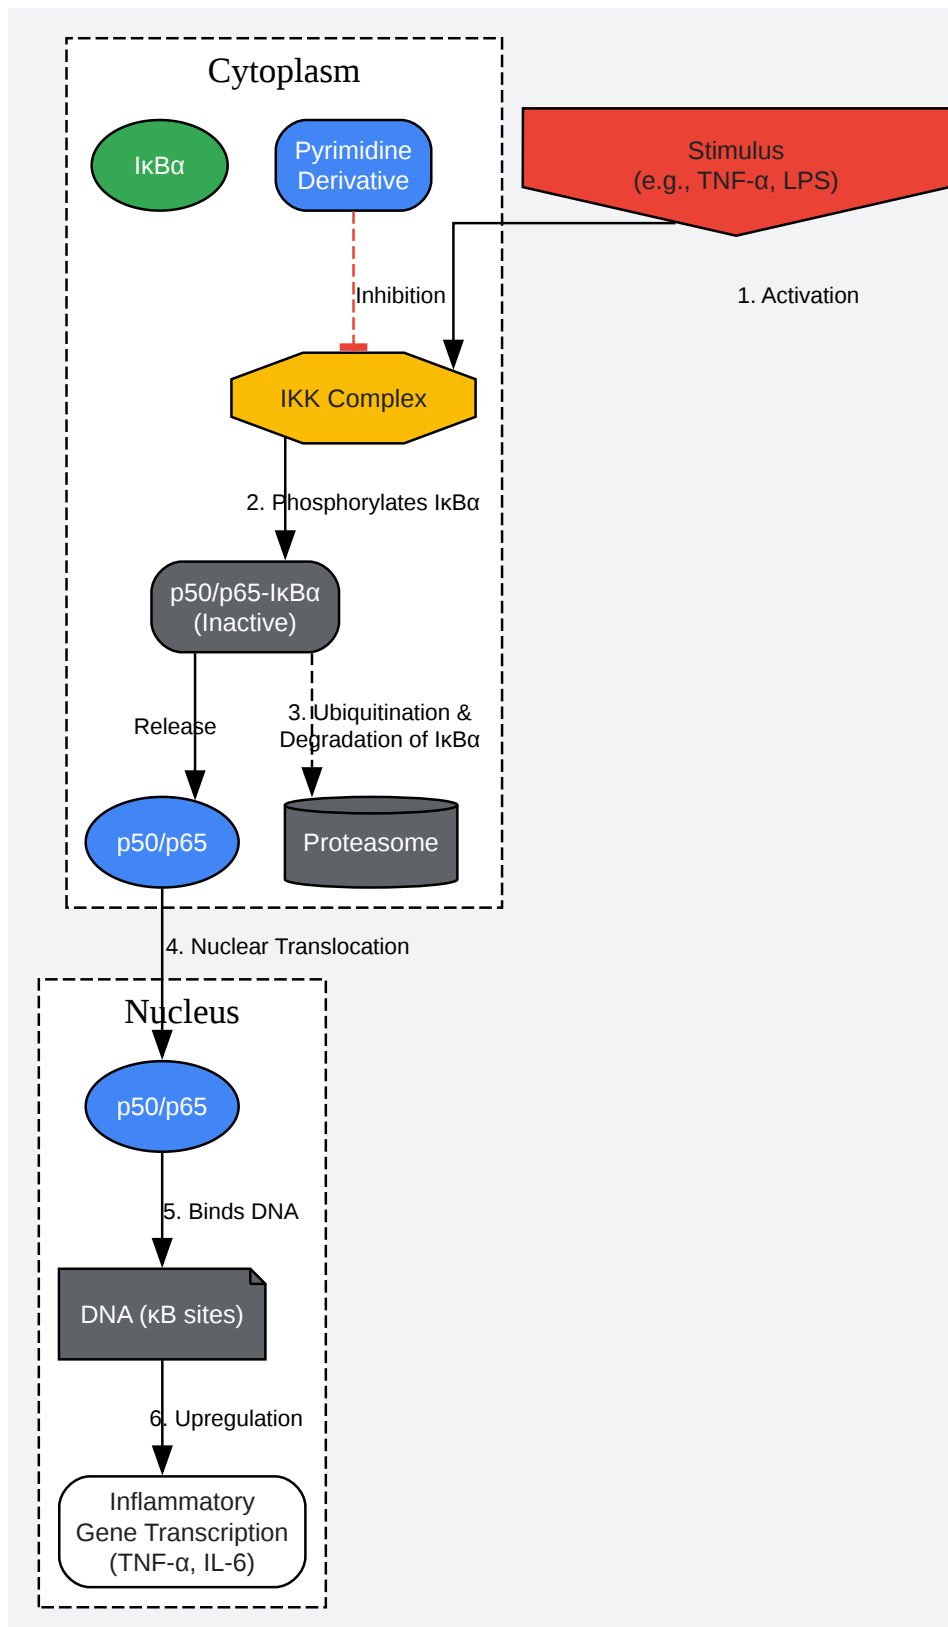 Cytoplasm
IκBα
Pyrimidine
Derivative
Stimulus
(e.g., TNF-α, LPS)
Inhibition
1. Activation
IKK Complex
2. Phosphorylates IκBα
p50/p65-IκBα
(Inactive)
Release
3. Ubiquitination &
Degradation of IκBα
p50/p65
Proteasome
4. Nuclear Translocation
Nucleus
p50/p65
5. Binds DNA
DNA (κB sites)
6. Upregulation
Inflammatory
Gene Transcription
(TNF-α, IL-6)